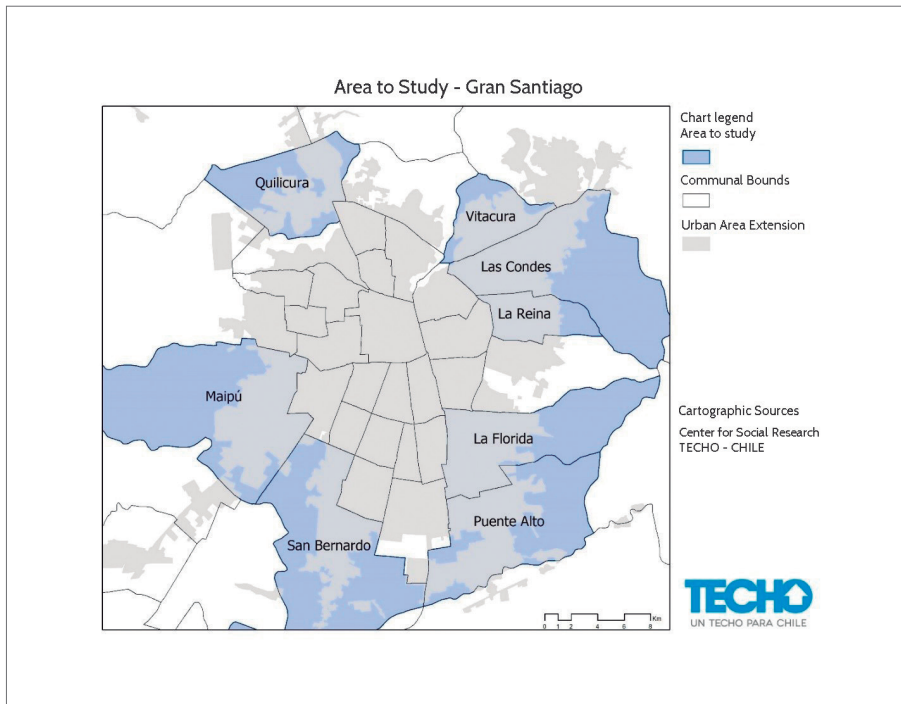 Area to Study - Gran Santiago
Chart legend
Area to study
Communal Bounds
Urban Area Extension
Quilicura
Vitacura
Las Condes
La Reina
Maipú
La Florida
Puente Alto
San Bernardo
Cartographic Sources
Center for Social Research
TECHO - CHILE
Km
0 1 2 4 6 8
TECHO
UN TECHO PARA CHILE